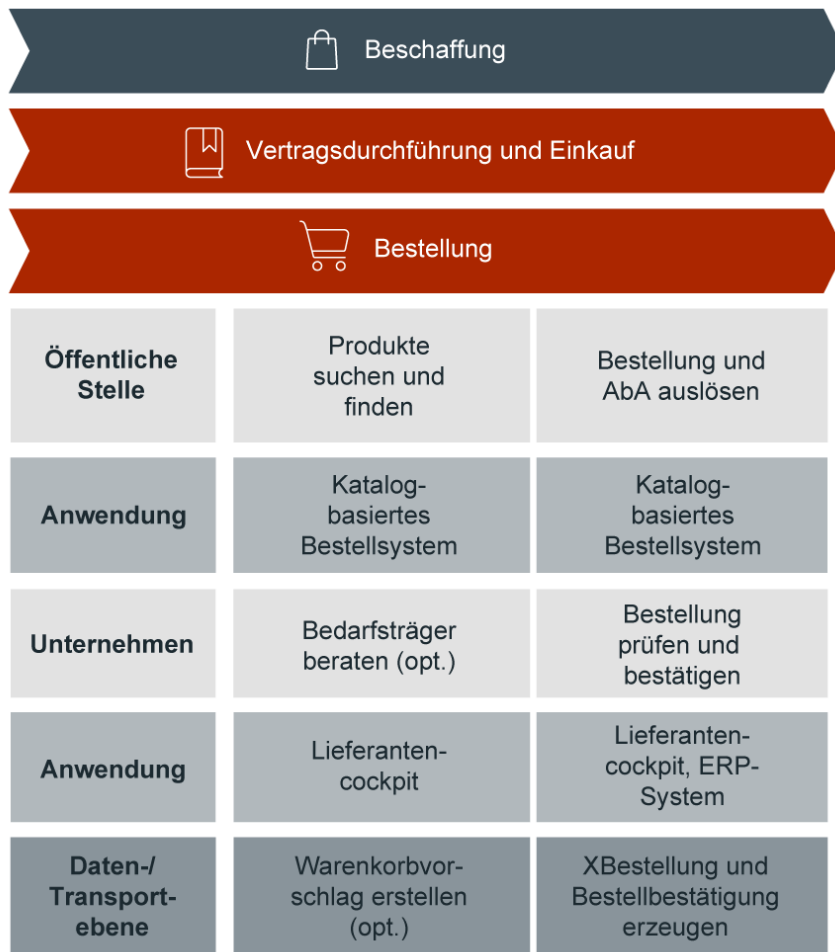 Beschaffung
Vertragsdurchführung und Einkauf
Bestellung
Öffentliche
Stelle
Produkte
suchen und
finden
Bestellung und
AbA auslösen
Anwendung
Katalog-
basiertes
Bestellsystem
Katalog-
basiertes
Bestellsystem
Unternehmen
Bedarfsträger
beraten (opt.)
Bestellung
prüfen und
bestätigen
Anwendung
Lieferanten-
cockpit
Lieferanten-
cockpit, ERP-
System
Daten-/
Transport-
ebene
Warenkorbvor-
schlag erstellen
(opt.)
XBestellung und
Bestellbestätigung
erzeugen